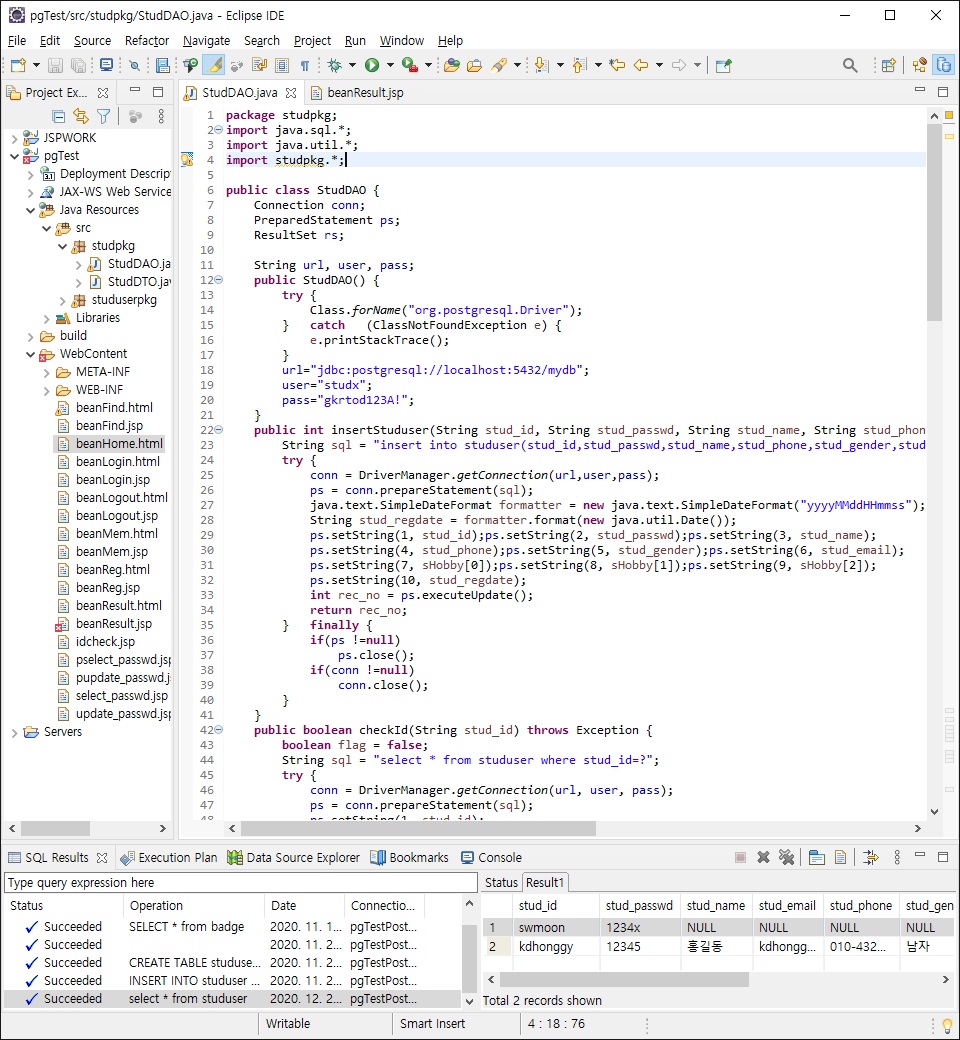 pgTest/src/studpkg/StudDAO.java - Eclipse IDE
File Edit Source Refactor Navigate Search Project Run Window Help
Project Ex...
JSPWORK
pgTest
Deployment Descrip
JAX-WS Web Service
Java Resources
src
studpkg
StudDAO.ja
StudDTO.jav
studuserpkg
Libraries
build
WebContent
META-INF
WEB-INF
beanFind.html
beanFind.jsp
beanHome.html
beanLogin.html
beanLogin.jsp
beanLogout.html
beanLogout.jsp
beanMem.html
beanMem.jsp
beanReg.html
beanReg.jsp
beanResult.html
beanResult.jsp
idcheck.jsp
pselect_passwd.jsp
pupdate_passwd.j
select_passwd.jsp
update_passwd.jsp
Servers
StudDAO.java beanResult.jsp
1 package studpkg;
2 import java.sql.*;
3 import java.util.*;
4 import studpkg.*;
5
6 public class StudDAO {
7 Connection conn;
8 PreparedStatement ps;
9 ResultSet rs;
10
11 String url, user, pass;
12 public StudDAO() {
13 try {
14 Class.forName("org.postgresql.Driver");
15 } catch (ClassNotFoundException e) {
16 e.printStackTrace();
17 }
18 url="jdbc:postgresql://localhost:5432/mydb";
19 user="studx";
20 pass="gkrtod123A!";
21 }
22 public int insertStuduser(String stud_id, String stud_passwd, String stud_name, String stud_phon
23 String sql = "insert into studuser(stud_id,stud_passwd,stud_name,stud_phone,stud_gender,stud
24 try {
25 conn = DriverManager.getConnection(url,user,pass);
26 ps = conn.prepareStatement(sql);
27 java.text.SimpleDateFormat formatter = new java.text.SimpleDateFormat("yyyyMMddHHmmss");
28 String stud_regdate = formatter.format(new java.util.Date());
29 ps.setString(1, stud_id);ps.setString(2, stud_passwd);ps.setString(3, stud_name);
30 ps.setString(4, stud_phone);ps.setString(5, stud_gender);ps.setString(6, stud_email);
31 ps.setString(7, sHobby[0]);ps.setString(8, sHobby[1]);ps.setString(9, sHobby[2]);
32 ps.setString(10, stud_regdate);
33 int rec_no = ps.executeUpdate();
34 return rec_no;
35 } finally {
36 if(ps !=null)
37 ps.close();
38 if(conn !=null)
39 conn.close();
40 }
41 }
42 public boolean checkId(String stud_id) throws Exception {
43 boolean flag = false;
44 String sql = "select * from studuser where stud_id=?";
45 try {
46 conn = DriverManager.getConnection(url, user, pass);
47 ps = conn.prepareStatement(sql);
48 ps.setString(1, stud_id);
SQL Results Execution Plan Data Source Explorer Bookmarks Console
Type query expression here
Status Operation Date Connectio...
Succeeded SELECT * from badge 2020. 11. 1... pgTestPost...
Succeeded 2020. 11. 2... pgTestPost...
Succeeded CREATE TABLE studuse... 2020. 11. 2... pgTestPost...
Succeeded INSERT INTO studuser ... 2020. 11. 2... pgTestPost...
Succeeded select * from studuser 2020. 12. 2... pgTestPost...
Status Result1
stud_id stud_passwd stud_name stud_email stud_phone stud_gen
1 swmoon 1234x NULL NULL NULL NULL
2 kdhonggy 12345 홍길동 kdhongg... 010-432... 남자
Total 2 records shown
Writable Smart Insert 4 : 18 : 76